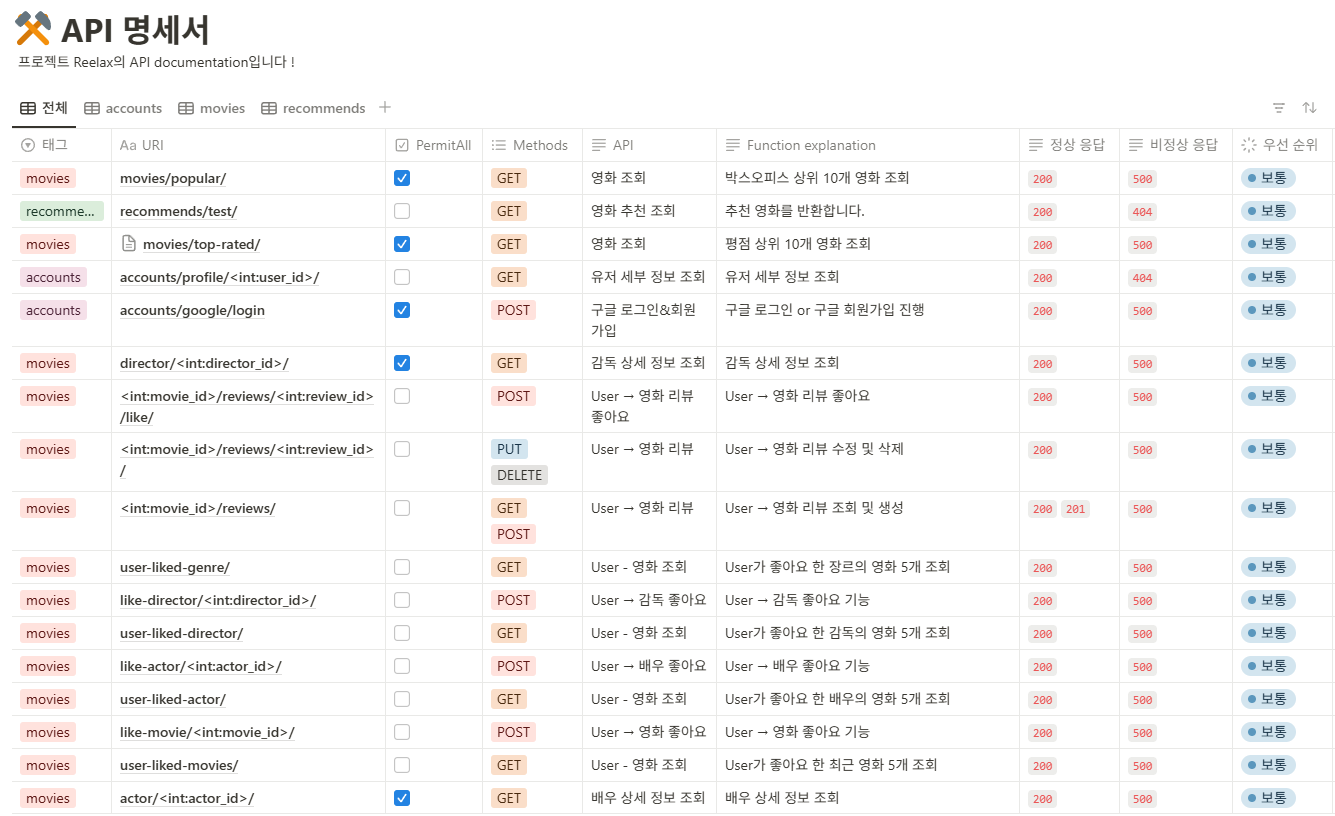 API 명세서
프로젝트 Reelax의 API documentation입니다 !
전체 accounts movies recommends
태그 Aa URI PermitAll Methods API Function explanation 정상 응답 비정상 응답 우선 순위
movies movies/popular/ GET 영화 조회 박스오피스 상위 10개 영화 조회 200 500 보통
recomme... recommends/test/ GET 영화 추천 조회 추천 영화를 반환합니다. 200 404 보통
movies movies/top-rated/ GET 영화 조회 평점 상위 10개 영화 조회 200 500 보통
accounts accounts/profile/<int:user_id>/ GET 유저 세부 정보 조회 유저 세부 정보 조회 200 404 보통
accounts accounts/google/login POST 구글 로그인&회원 구글 로그인 or 구글 회원가입 진행 200 500 보통
가입
movies director/<int:director_id>/ GET 감독 상세 정보 조회 감독 상세 정보 조회 200 500 보통
movies <int:movie_id>/reviews/<int:review_id> POST User → 영화 리뷰 User → 영화 리뷰 좋아요 200 500 보통
/like/ 좋아요
movies <int:movie_id>/reviews/<int:review_id> PUT User → 영화 리뷰 User → 영화 리뷰 수정 및 삭제 200 500 보통
/ DELETE
movies <int:movie_id>/reviews/ GET User → 영화 리뷰 User → 영화 리뷰 조회 및 생성 200 201 500 보통
POST
movies user-liked-genre/ GET User - 영화 조회 User가 좋아요 한 장르의 영화 5개 조회 200 500 보통
movies like-director/<int:director_id>/ POST User → 감독 좋아요 User → 감독 좋아요 기능 200 500 보통
movies user-liked-director/ GET User - 영화 조회 User가 좋아요 한 감독의 영화 5개 조회 200 500 보통
movies like-actor/<int:actor_id>/ POST User → 배우 좋아요 User → 배우 좋아요 기능 200 500 보통
movies user-liked-actor/ GET User - 영화 조회 User가 좋아요 한 배우의 영화 5개 조회 200 500 보통
movies like-movie/<int:movie_id>/ POST User → 영화 좋아요 User → 영화 좋아요 기능 200 500 보통
movies user-liked-movies/ GET User - 영화 조회 User가 좋아요 한 최근 영화 5개 조회 200 500 보통
movies actor/<int:actor_id>/ GET 배우 상세 정보 조회 배우 상세 정보 조회 200 500 보통